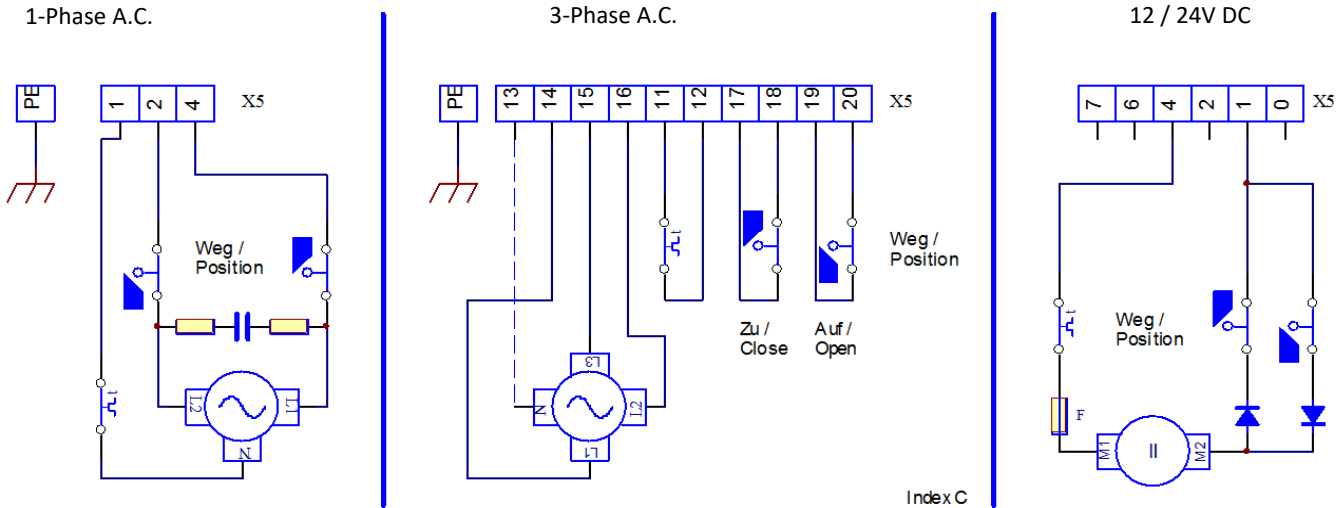 1-Phase A.C.
PE
1 2 4 X5
Weg /
Position
t
L2 L1
N
3-Phase A.C.
PE
13 14 15 16 11 12 17 18 19 20 X5
t
Weg /
Position
Zu /
Close
Auf /
Open
L3
N L2
L1
Index C
12 / 24V DC
7 6 4 2 1 0 X5
t
Weg /
Position
F
M1 II M2